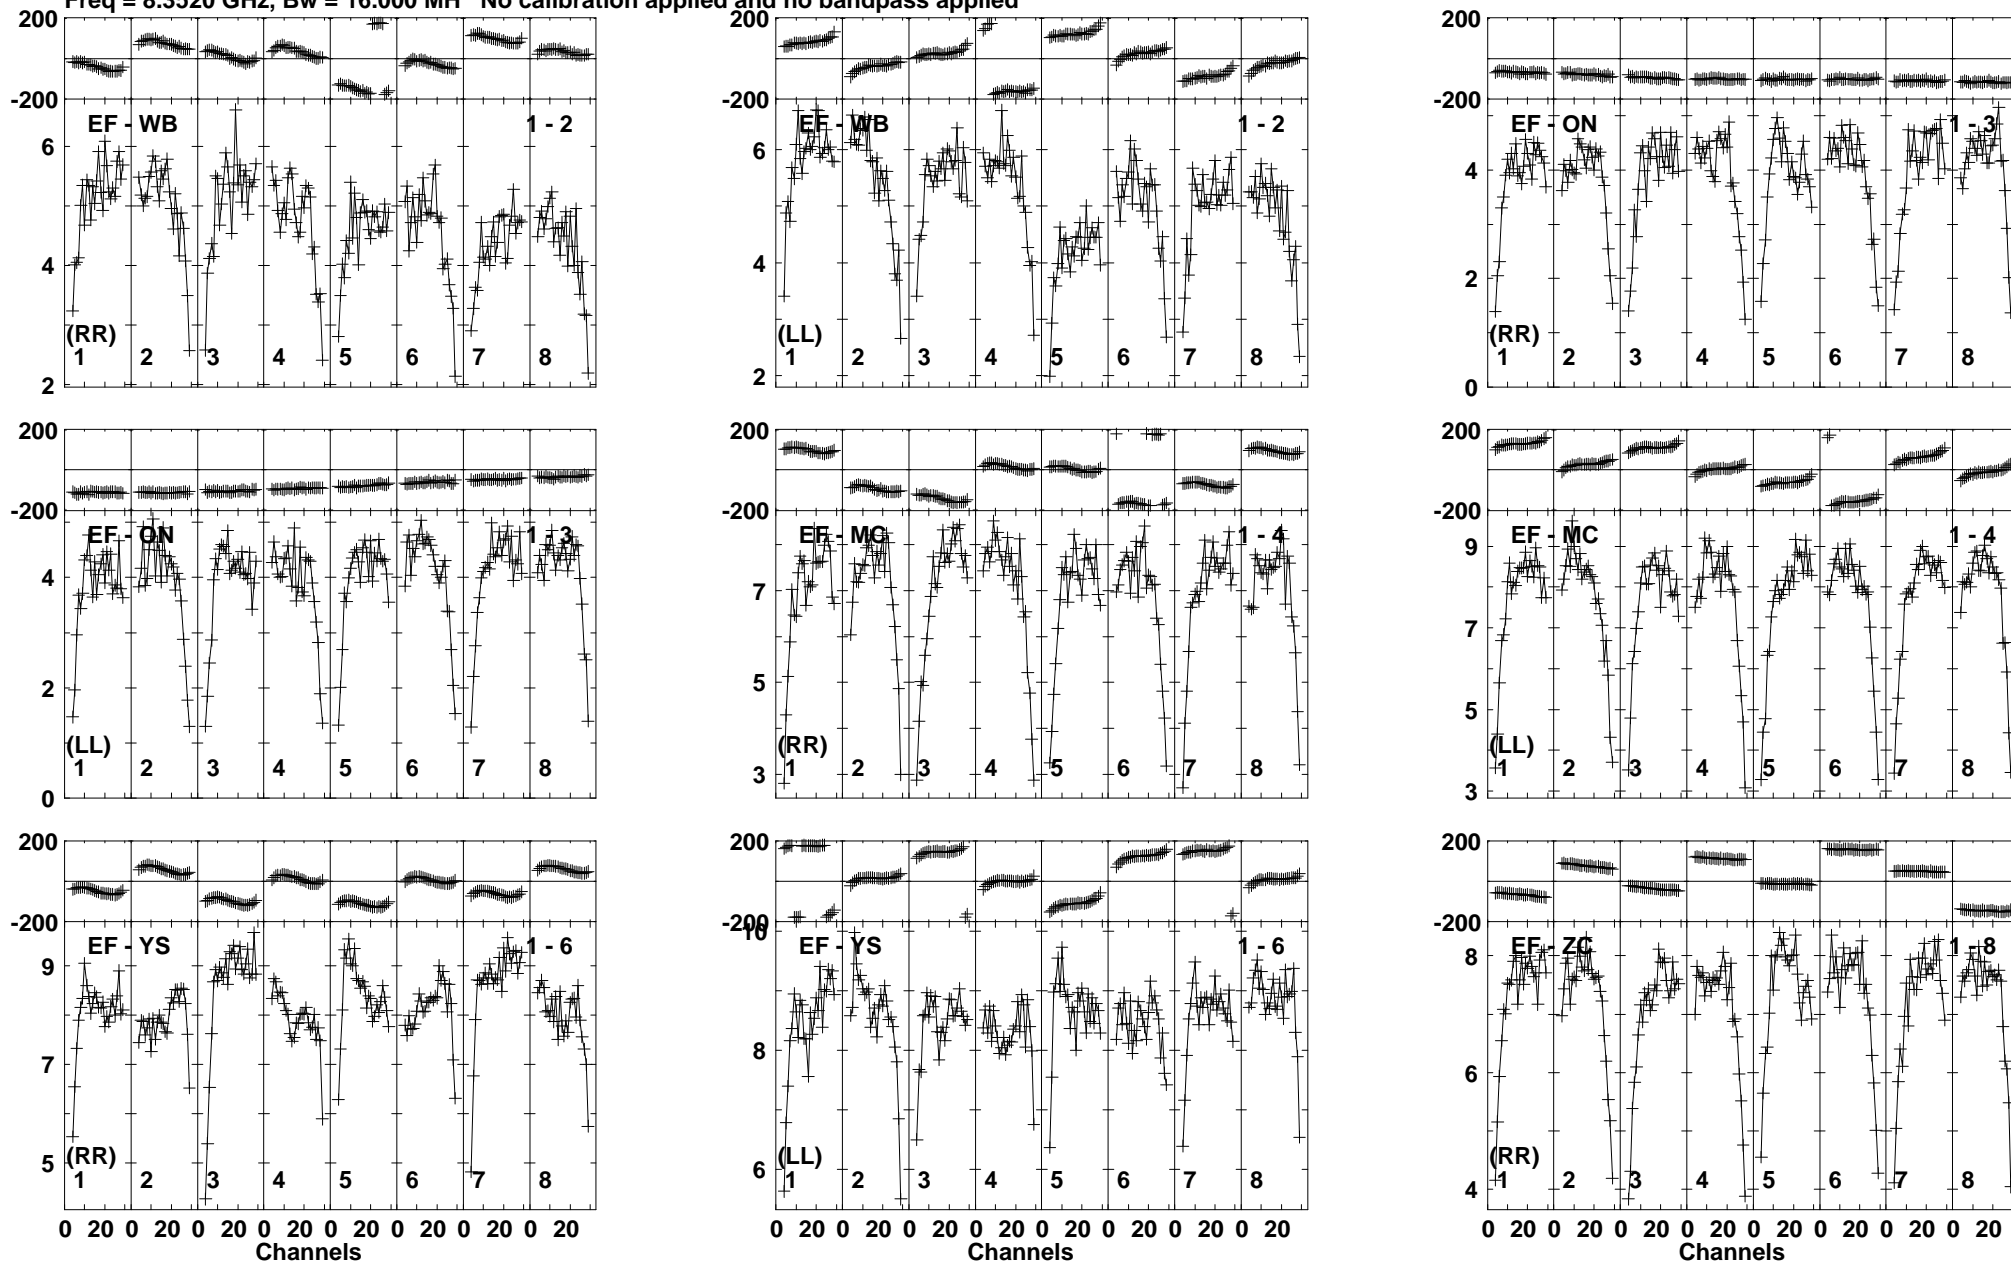 Freq = 8.3520 GHz, Bw = 16.000 MH No calibration applied and no bandpass applied
200
-200
EF - WB 1 - 2
6
4
2
(RR)
1 2 3 4 5 6 7 8
200
-200
EF - WB 1 - 2
6
4
2
(LL)
1 2 3 4 5 6 7 8
200
-200
EF - ON 1 - 3
4
2
0
(RR)
1 2 3 4 5 6 7 8
200
-200
EF - ON 1 - 3
4
2
0
(LL)
1 2 3 4 5 6 7 8
200
-200
EF - MC 1 - 4
7
5
3
(RR)
1 2 3 4 5 6 7 8
200
-200
EF - MC 1 - 4
9
7
5
3
(LL)
1 2 3 4 5 6 7 8
200
-200
EF - YS 1 - 6
9
7
5
(RR)
1 2 3 4 5 6 7 8
0 20 0 20 0 20 0 20 0 20 0 20 0 20 0 20
Channels
200
-200
10
EF - YS 1 - 6
8
6
(LL)
1 2 3 4 5 6 7 8
0 20 0 20 0 20 0 20 0 20 0 20 0 20 0 20
Channels
200
-200
EF - ZC 1 - 8
8
6
4
(RR)
1 2 3 4 5 6 7 8
0 20 0 20 0 20 0 20 0 20 0 20 0 20 0 20
Channels